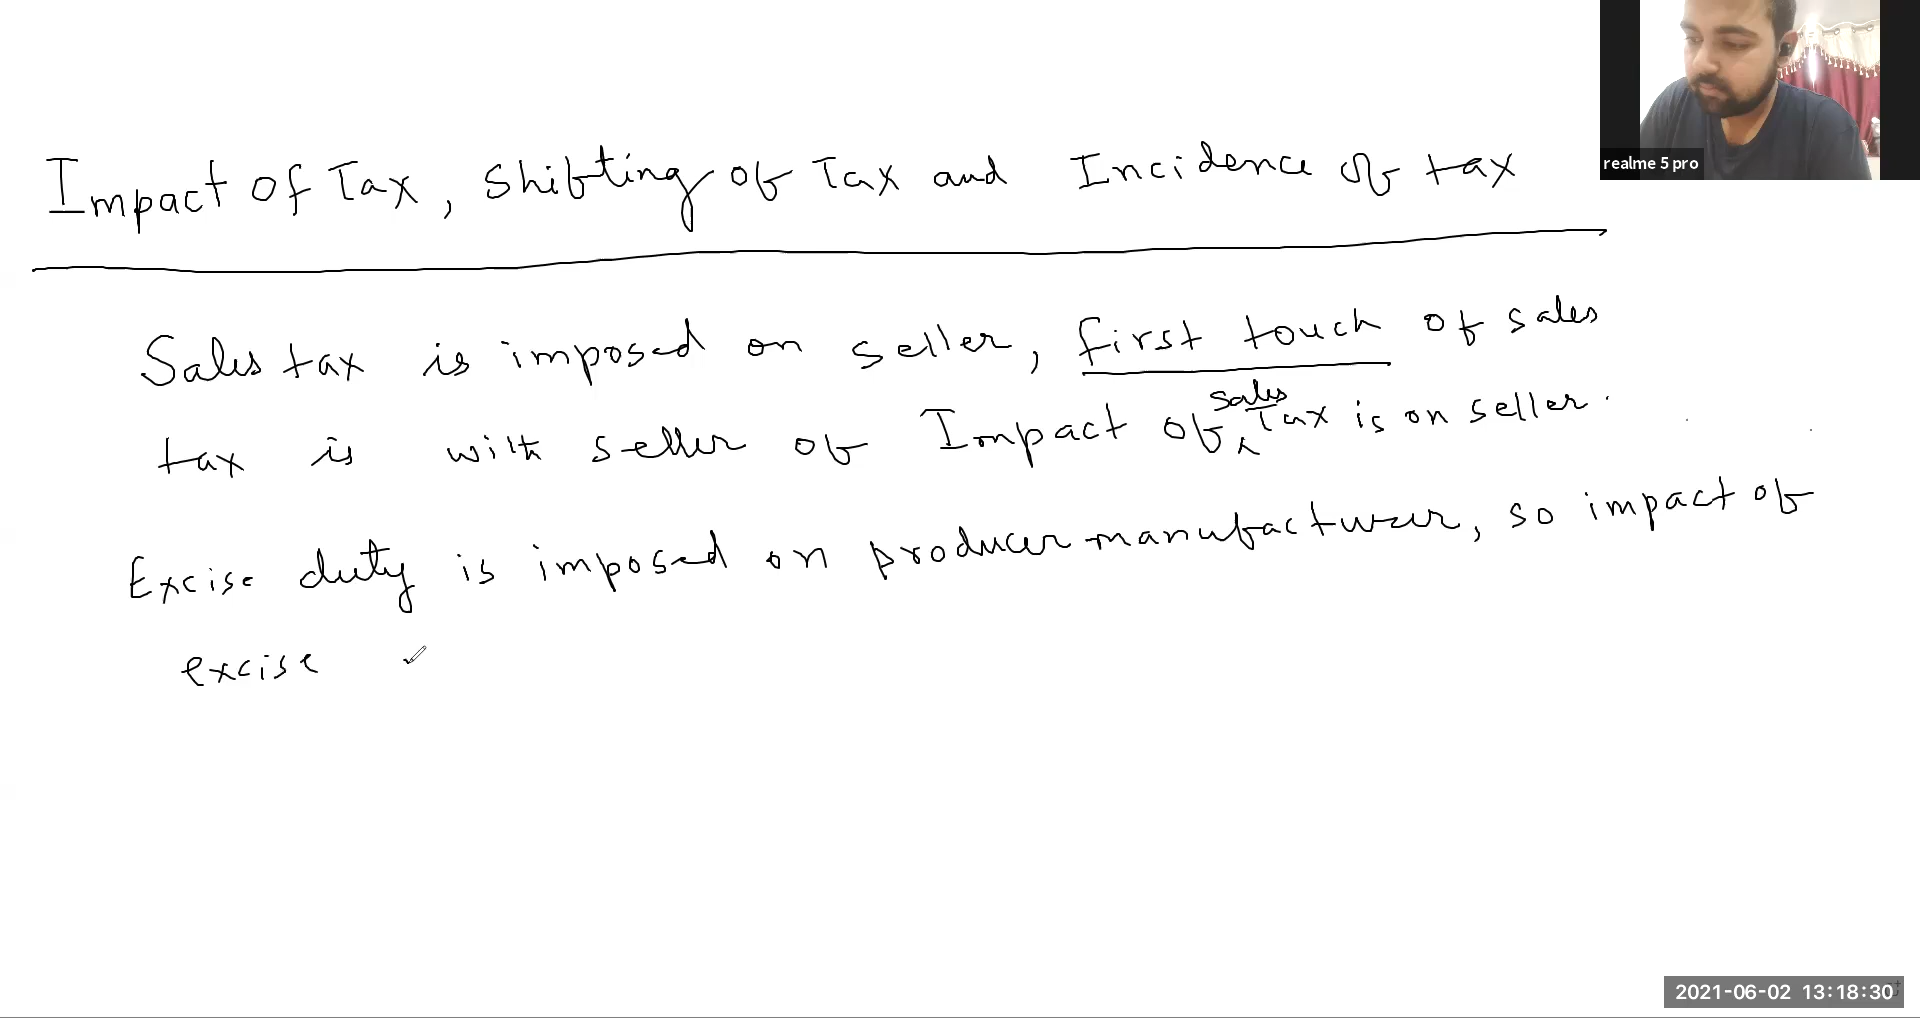 Impact of Tax, Shifting of Tax and Incidence of tax
realme 5 pro
Sales tax is imposed on seller, first touch of sales
tax is with seller of Impact of sales Tax is on seller.
Excise duty is imposed on producer manufacturer, so impact of
excise
2021-06-02 13:18:30